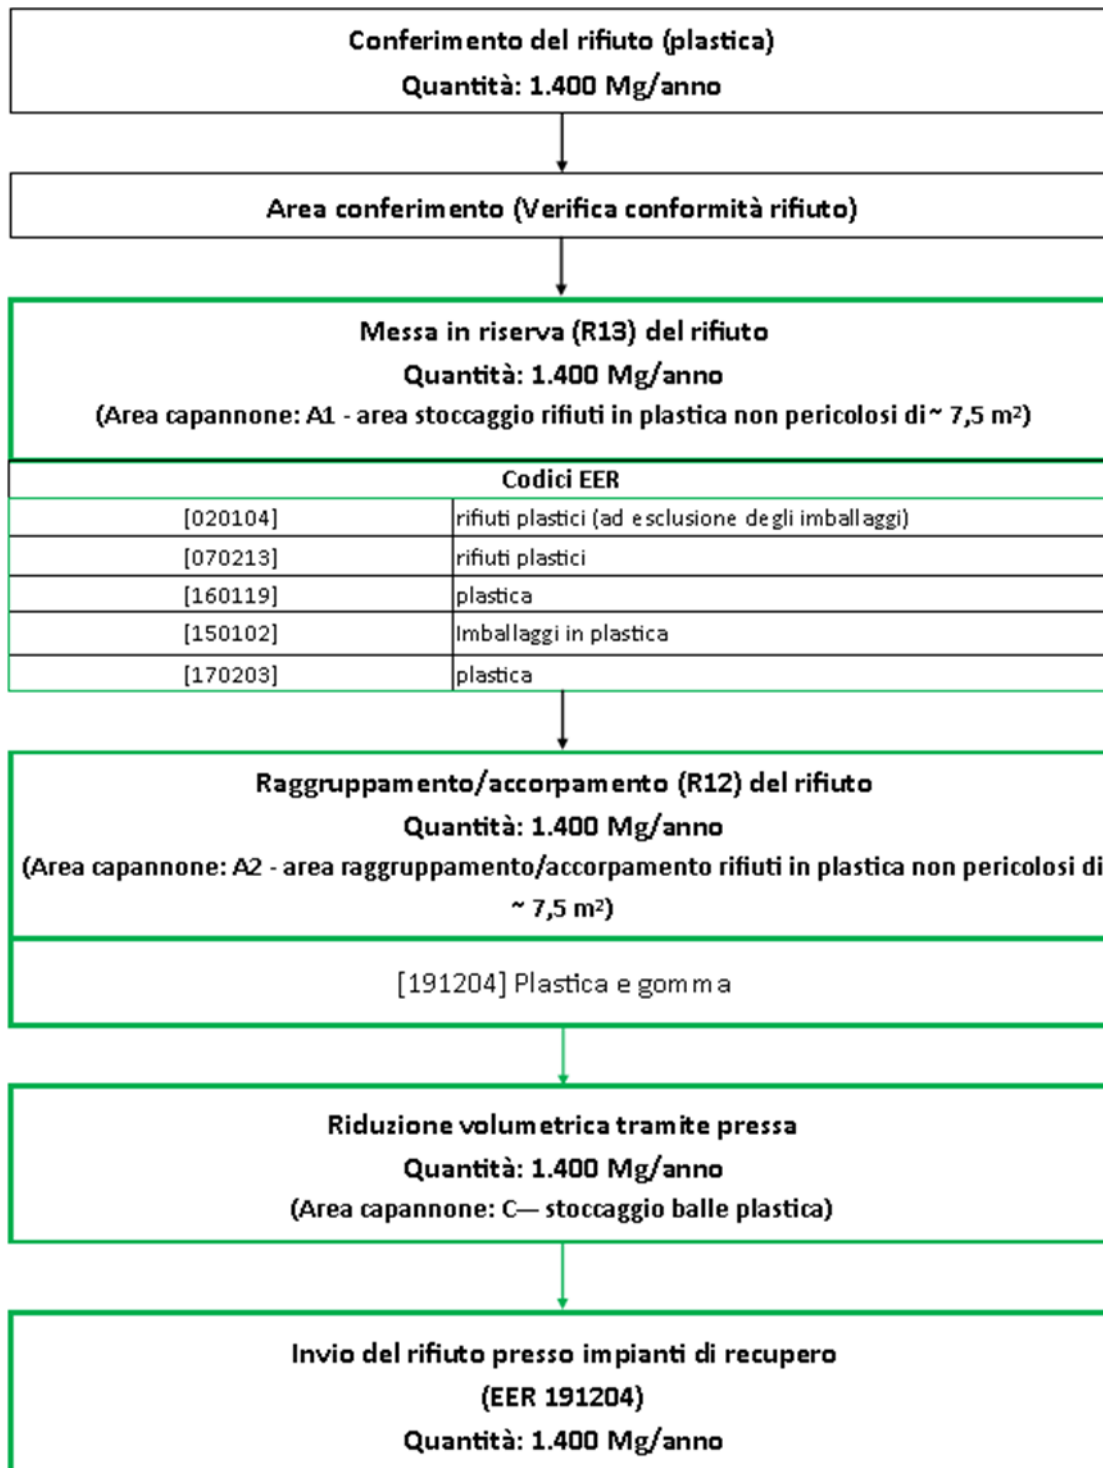 Conferimento del rifiuto (plastica)
Quantità: 1.400 Mg/anno
Area conferimento (Verifica conformità rifiuto)
Messa in riserva (R13) del rifiuto
Quantità: 1.400 Mg/anno
(Area capannone: A1 - area stoccaggio rifiuti in plastica non pericolosi di ~ 7,5 m²)
Codici EER
[020104] rifiuti plastici (ad esclusione degli imballaggi)
[070213] rifiuti plastici
[160119] plastica
[150102] Imballaggi in plastica
[170203] plastica
Raggruppamento/accorpamento (R12) del rifiuto
Quantità: 1.400 Mg/anno
(Area capannone: A2 - area raggruppamento/accorpamento rifiuti in plastica non pericolosi di
~ 7,5 m²)
[191204] Plastica e gomma
Riduzione volumetrica tramite pressa
Quantità: 1.400 Mg/anno
(Area capannone: C— stoccaggio balle plastica)
Invio del rifiuto presso impianti di recupero
(EER 191204)
Quantità: 1.400 Mg/anno